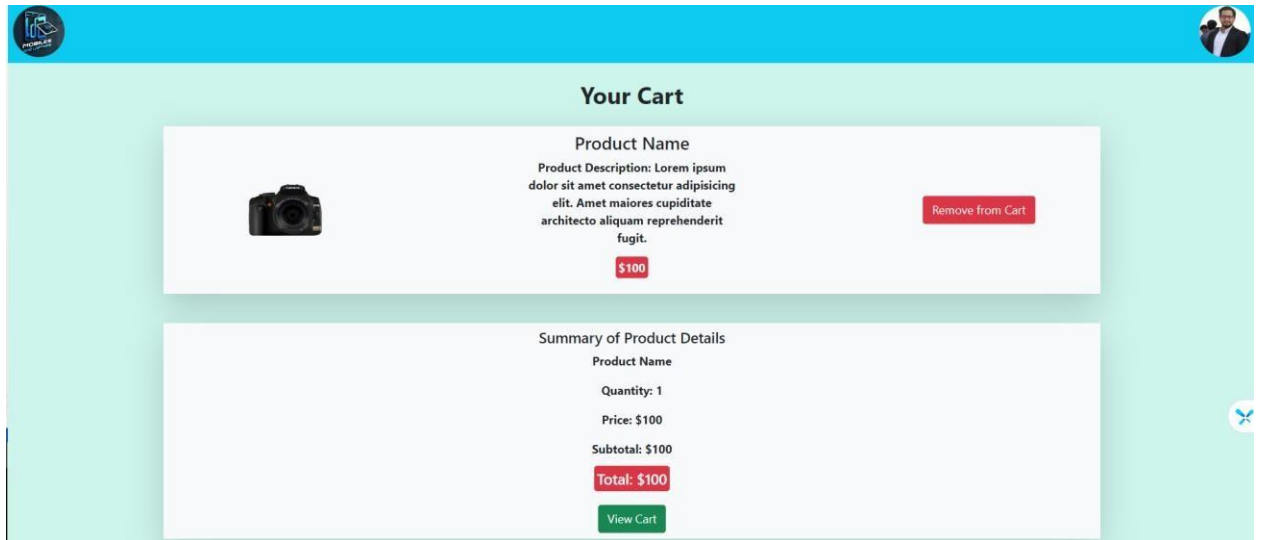 MOBILES
Your Cart
Product Name
Product Description: Lorem ipsum
dolor sit amet consectetur adipisicing
elit. Amet maiores cupiditate
architecto aliquam reprehenderit
fugit.
$100
Remove from Cart
Summary of Product Details
Product Name
Quantity: 1
Price: $100
Subtotal: $100
Total: $100
View Cart